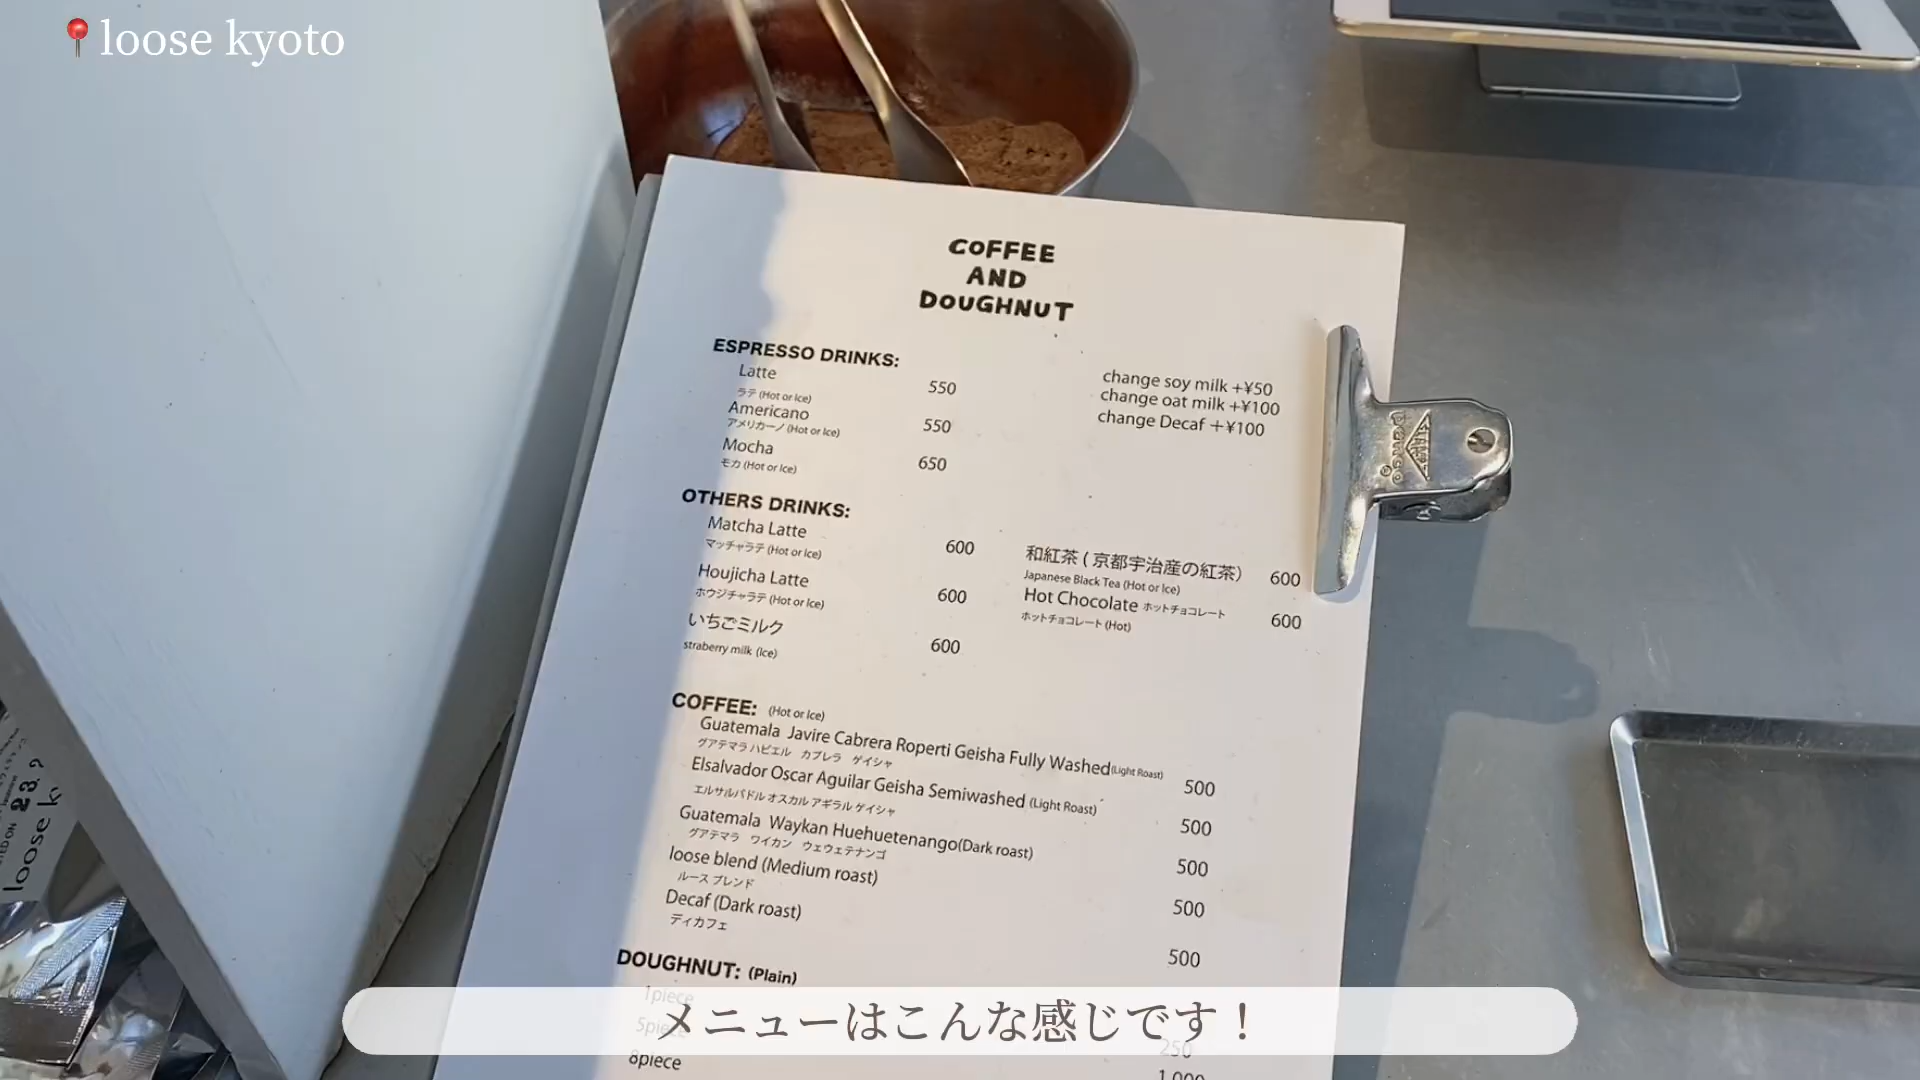 📍loose kyoto
COFFEE
AND
DOUGHNUT
ESPRESSO DRINKS:
Latte 550
ラテ (Hot or Ice)
Americano 550
アメリカーノ (Hot or Ice)
Mocha 650
モカ (Hot or Ice)
change soy milk +¥50
change oat milk +¥100
change Decaf +¥100
OTHERS DRINKS:
Matcha Latte 600
マッチャラテ (Hot or Ice)
Houjicha Latte 600
ホウジチャラテ (Hot or Ice)
いちごミルク 600
straberry milk (Ice)
和紅茶 ( 京都宇治産の紅茶） 600
Japanese Black Tea (Hot or Ice)
Hot Chocolate ホットチョコレート 600
ホットチョコレート (Hot)
COFFEE: (Hot or Ice)
Guatemala Javire Cabrera Roperti Geisha Fully Washed(Light Roast) 500
グアテマラ ハビエル カブレラ ゲイシャ
Elsalvador Oscar Aguilar Geisha Semiwashed (Light Roast) 500
エルサルバドル オスカル アギラル ゲイシャ
Guatemala Waykan Huehuetenango(Dark roast) 500
グアテマラ ワイカン ウェウェテナンゴ
loose blend (Medium roast) 500
ルース ブレンド
Decaf (Dark roast) 500
ディカフェ
DOUGHNUT: (Plain)
1piece 250
5piece 1,000
8piece
メニューはこんな感じです！
loose k